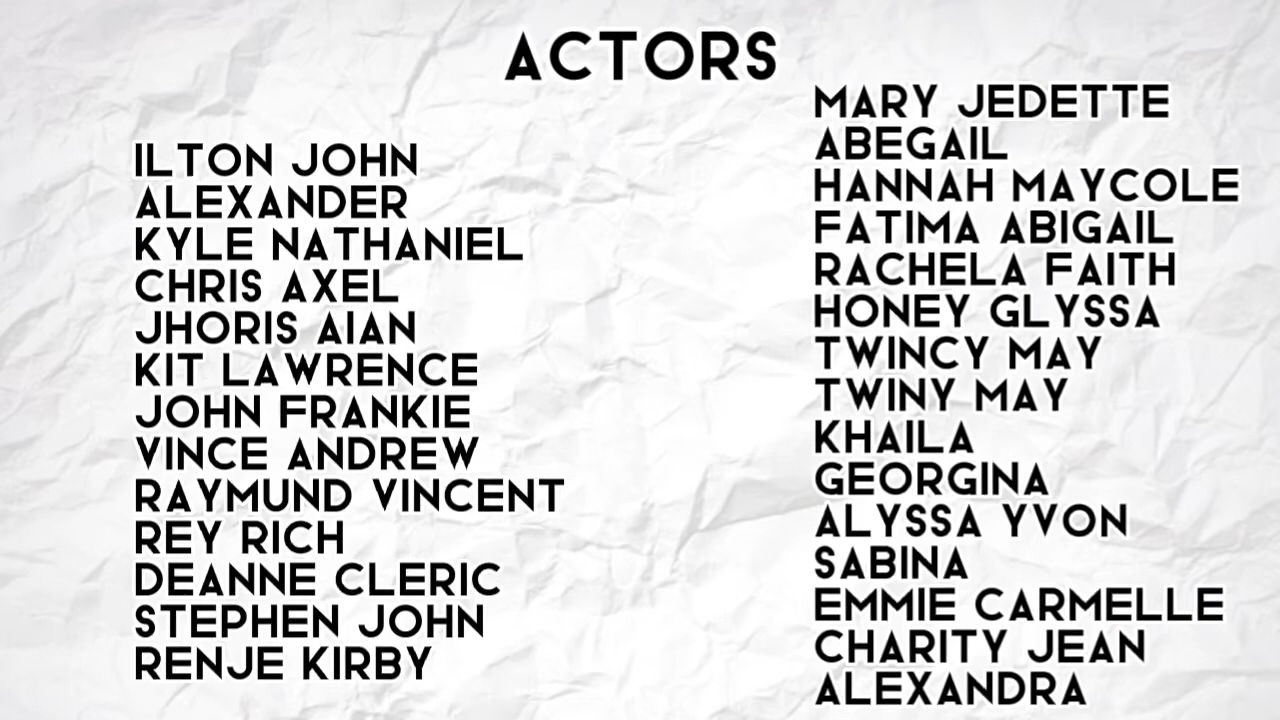 ACTORS
ILTON JOHN
ALEXANDER
KYLE NATHANIEL
CHRIS AXEL
JHORIS AIAN
KIT LAWRENCE
JOHN FRANKIE
VINCE ANDREW
RAYMUND VINCENT
REY RICH
DEANNE CLERIC
STEPHEN JOHN
RENJE KIRBY
MARY JEDETTE
ABEGAIL
HANNAH MAYCOLE
FATIMA ABIGAIL
RACHELA FAITH
HONEY GLYSSA
TWINCY MAY
TWINY MAY
KHAILA
GEORGINA
ALYSSA YVON
SABINA
EMMIE CARMELLE
CHARITY JEAN
ALEXANDRA